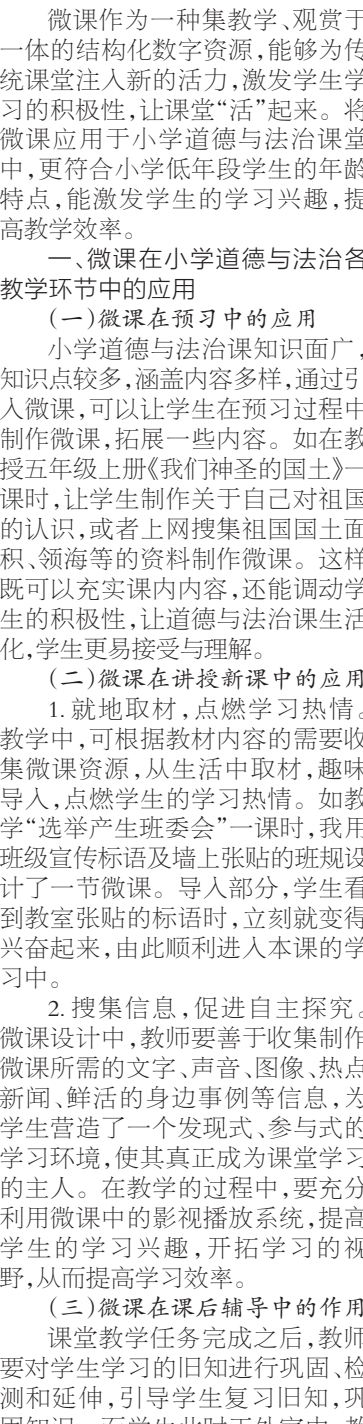 微课作为一种集教学、观赏于
一体的结构化数字资源,能够为传
统课堂注入新的活力,激发学生学
习的积极性,让课堂“活”起来。将
微课应用于小学道德与法治课堂
中,更符合小学低年段学生的年龄
特点,能激发学生的学习兴趣,提
高教学效率。
一、微课在小学道德与法治各
教学环节中的应用
(一)微课在预习中的应用
小学道德与法治课知识面广,
知识点较多,涵盖内容多样,通过引
入微课,可以让学生在预习过程中
制作微课,拓展一些内容。如在教
授五年级上册《我们神圣的国土》一
课时,让学生制作关于自己对祖国
的认识,或者上网搜集祖国国土面
积、领海等的资料制作微课。这样
既可以充实课内内容,还能调动学
生的积极性,让道德与法治课生活
化,学生更易接受与理解。
(二)微课在讲授新课中的应用
1. 就地取材,点燃学习热情。
教学中,可根据教材内容的需要收
集微课资源,从生活中取材,趣味
导入,点燃学生的学习热情。如教
学“选举产生班委会”一课时,我用
班级宣传标语及墙上张贴的班规设
计了一节微课。导入部分,学生看
到教室张贴的标语时,立刻就变得
兴奋起来,由此顺利进入本课的学
习中。
2. 搜集信息,促进自主探究。
微课设计中,教师要善于收集制作
微课所需的文字、声音、图像、热点
新闻、鲜活的身边事例等信息,为
学生营造了一个发现式、参与式的
学习环境,使其真正成为课堂学习
的主人。在教学的过程中,要充分
利用微课中的影视播放系统,提高
学生的学习兴趣,开拓学习的视
野,从而提高学习效率。
(三)微课在课后辅导中的作用
课堂教学任务完成之后,教师
要对学生学习的旧知进行巩固、检
测和延伸,引导学生复习旧知,巩